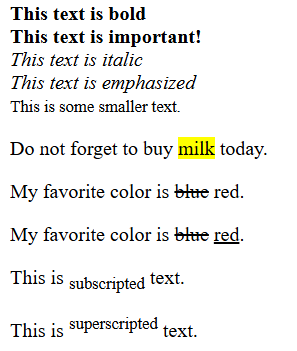 This text is bold
This text is important!
This text is italic
This text is emphasized
This is some smaller text.
Do not forget to buy milk today.
My favorite color is blue red.
My favorite color is blue red.
This is subscripted text.
This is superscripted text.